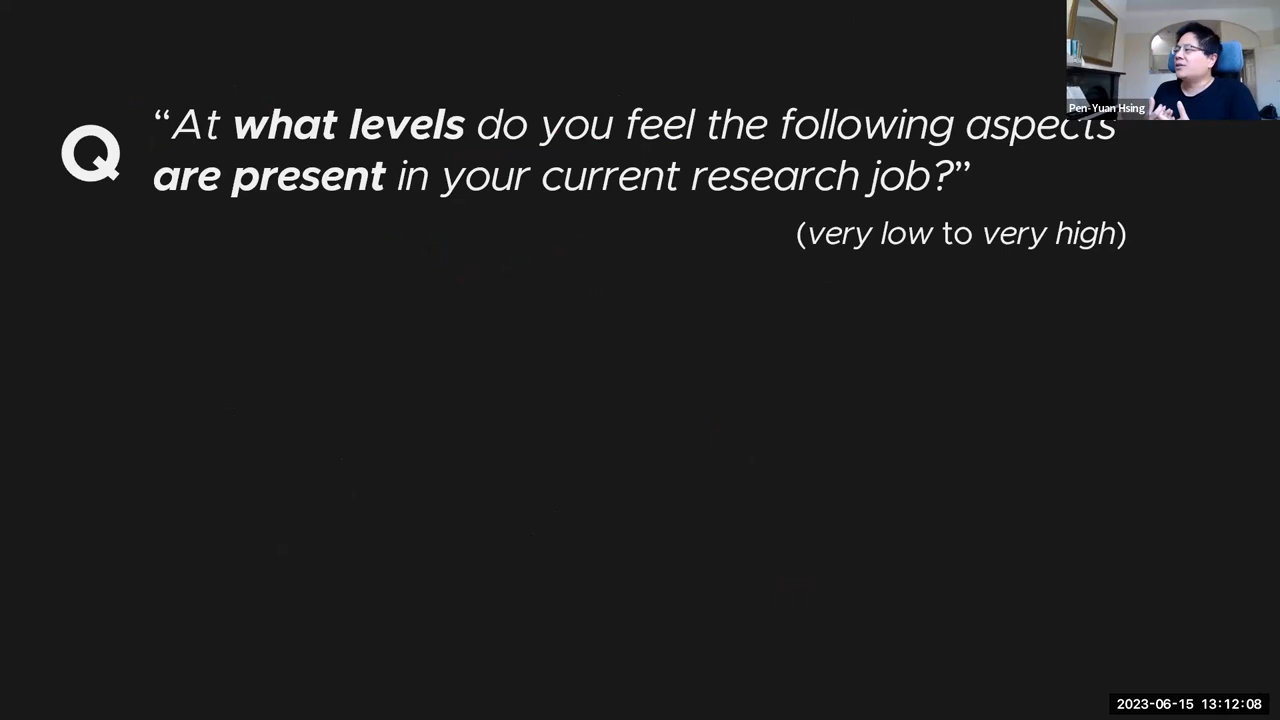 Pen-Yuan Hsing
Q
“At what levels do you feel the following aspects
are present in your current research job?”
(very low to very high)
2023-06-15 13:12:08